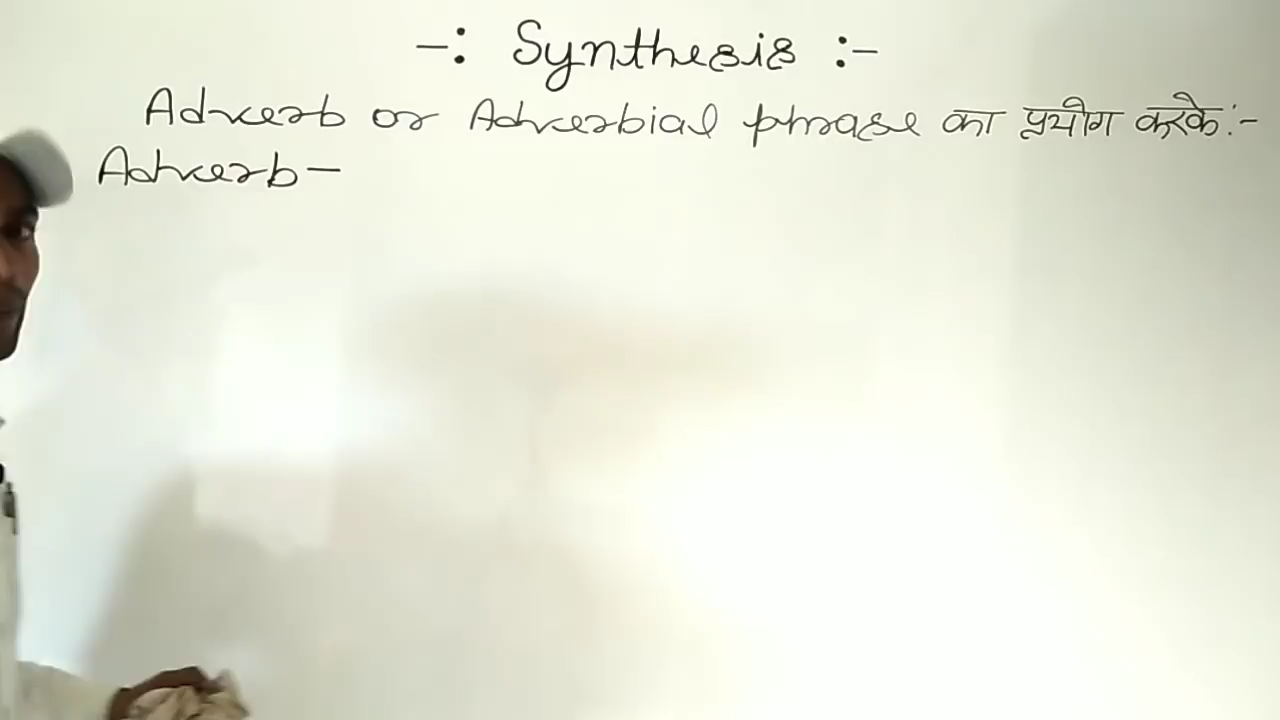 -: Synthesis :-
Adverb or Adverbial phrase का प्रयोग करके:-
Adverb-